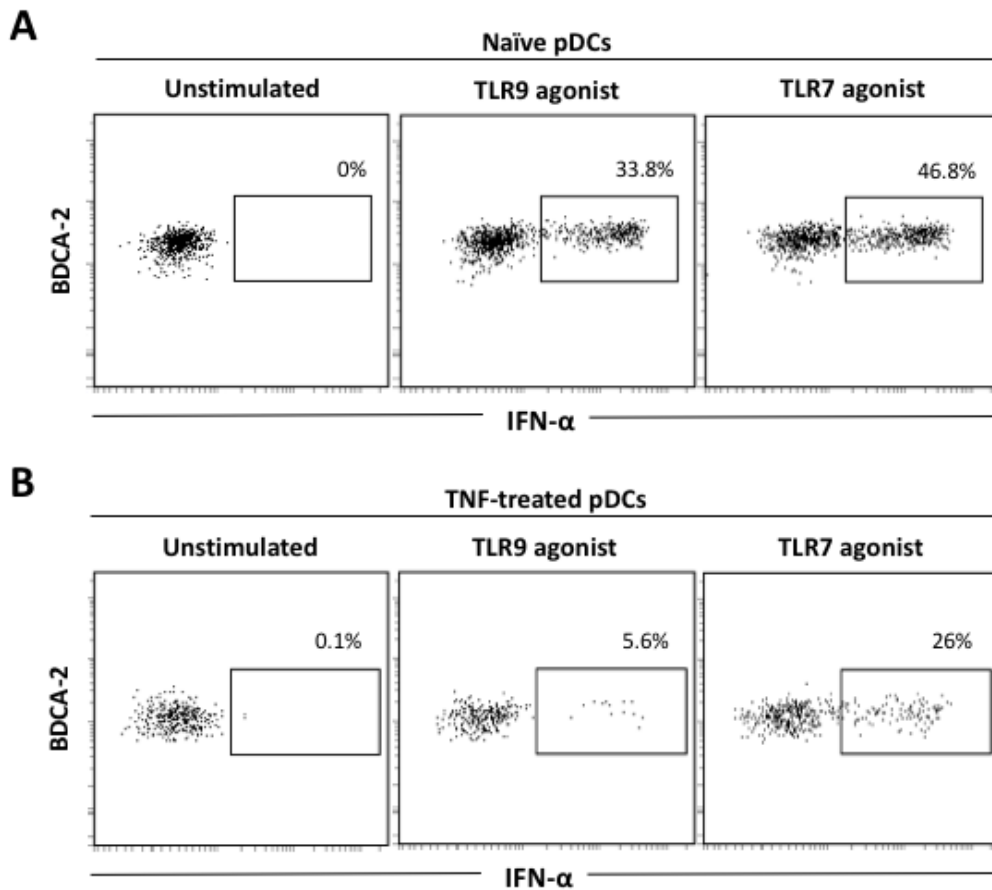 A
Naïve pDCs
Unstimulated TLR9 agonist TLR7 agonist
0% 33.8% 46.8%
BDCA-2
IFN-α
B
TNF-treated pDCs
Unstimulated TLR9 agonist TLR7 agonist
0.1% 5.6% 26%
BDCA-2
IFN-α